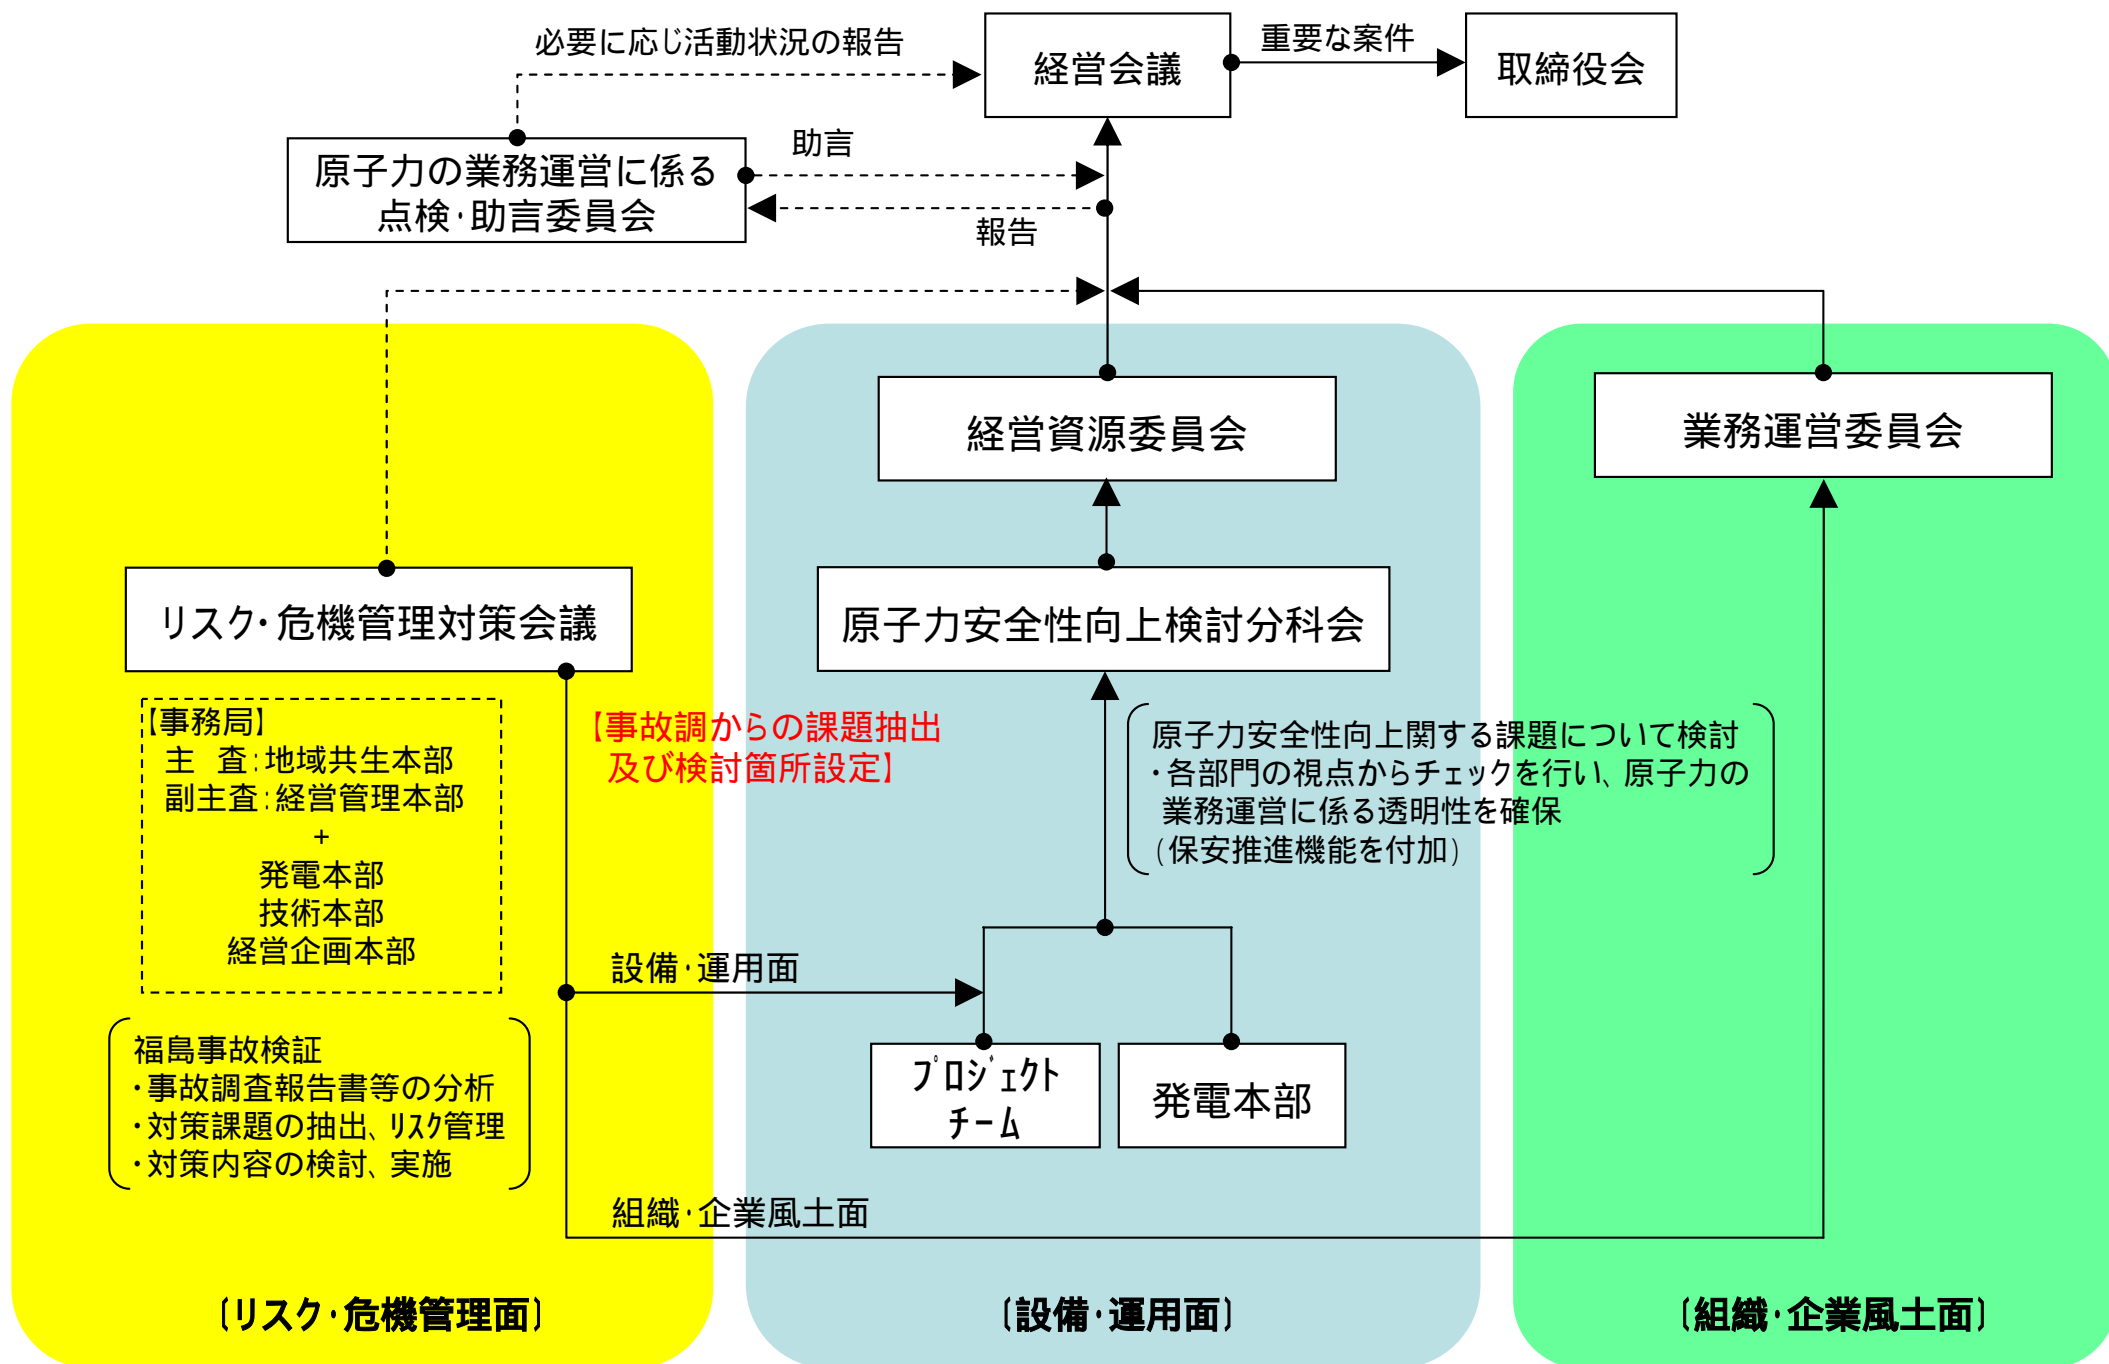 必要に応じ活動状況の報告
経営会議
重要な案件
取締役会
助言
原子力の業務運営に係る
点検・助言委員会
報告
経営資源委員会
業務運営委員会
リスク・危機管理対策会議
原子力安全性向上検討分科会
【事務局】
主　査：地域共生本部
副主査：経営管理本部
+
発電本部
技術本部
経営企画本部
【事故調からの課題抽出
及び検討箇所設定】
原子力安全性向上関する課題について検討
・各部門の視点からチェックを行い、原子力の
業務運営に係る透明性を確保
(保安推進機能を付加)
設備・運用面
福島事故検証
・事故調査報告書等の分析
・対策課題の抽出、ﾘｽｸ管理
・対策内容の検討、実施
ﾌﾟﾛｼﾞｪｸﾄ
ﾁｰﾑ
発電本部
組織・企業風土面
〔リスク・危機管理面〕
〔設備・運用面〕
〔組織・企業風土面〕